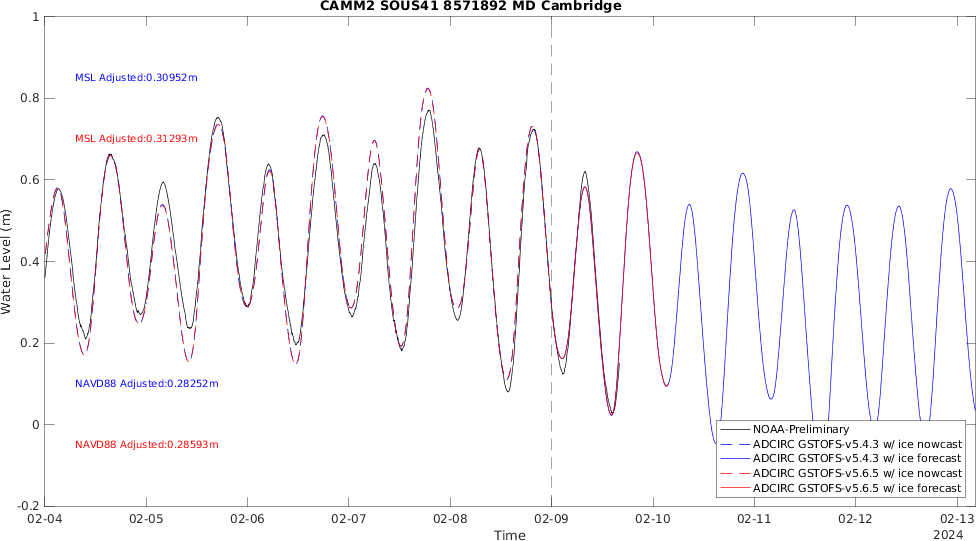 CAMM2 SOUS41 8571892 MD Cambridge
1
MSL Adjusted:0.30952m
0.8
MSL Adjusted:0.31293m
0.6
Water Level (m)
0.4
0.2
NAVD88 Adjusted:0.28252m
0
NAVD88 Adjusted:0.28593m
NOAA-Preliminary
ADCIRC GSTOFS-v5.4.3 w/ ice nowcast
ADCIRC GSTOFS-v5.4.3 w/ ice forecast
ADCIRC GSTOFS-v5.6.5 w/ ice nowcast
ADCIRC GSTOFS-v5.6.5 w/ ice forecast
-0.2
02-04 02-05 02-06 02-07 02-08 02-09 02-10 02-11 02-12 02-13
Time
2024